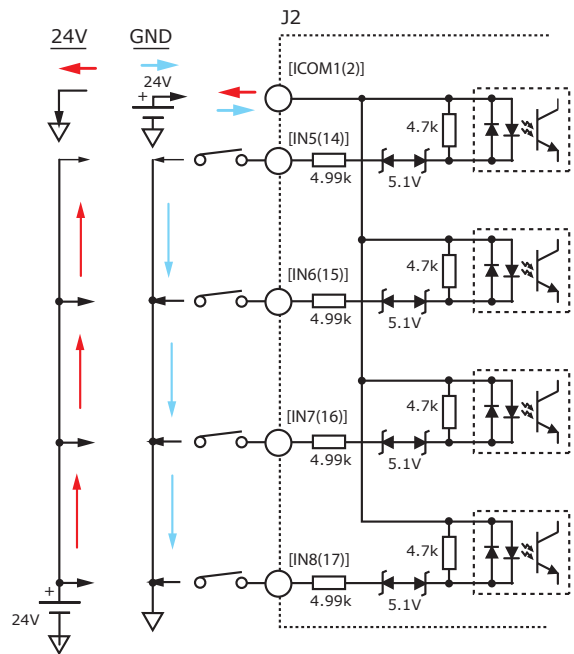 J2
24V GND
24V
+
[ICOM1(2)]
4.7k
[IN5(14)]
4.99k
5.1V
4.7k
[IN6(15)]
4.99k
5.1V
4.7k
[IN7(16)]
4.99k
5.1V
4.7k
[IN8(17)]
4.99k
5.1V
+
24V